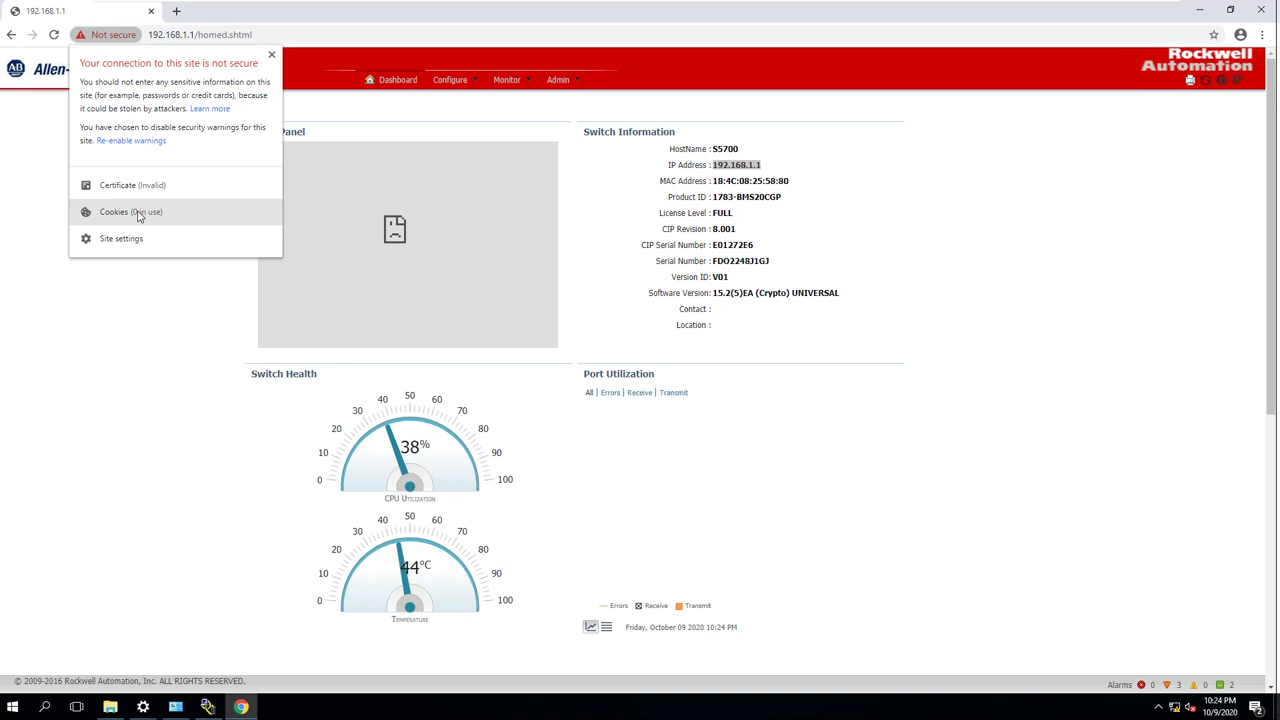 192.168.1.1
Not secure
192.168.1.1/homed.shtml
Your connection to this site is not secure
You should not enter any sensitive information on this
site (for example, passwords or credit cards), because
it could be stolen by attackers. Learn more
You have chosen to disable security warnings for this
site. Re-enable warnings
Certificate (Invalid)
Cookies (0 in use)
Site settings
AB Allen-
Dashboard Configure Monitor Admin
Rockwell
Automation
Panel
Switch Information
HostName : S5700
IP Address : 192.168.1.1
MAC Address : 18:4C:08:25:58:80
Product ID : 1783-BMS20CGP
License Level : FULL
CIP Revision : 8.001
CIP Serial Number : E01272E6
Serial Number : FDO2248J1GJ
Version ID: V01
Software Version: 15.2(5)EA (Crypto) UNIVERSAL
Contact :
Location :
Switch Health
0 10 20 30 40 50 60 70 80 90 100
38%
CPU UTILIZATION
0 10 20 30 40 50 60 70 80 90 100
44°C
TEMPERATURE
Port Utilization
All | Errors | Receive | Transmit
Errors Receive Transmit
Friday, October 09 2020 10:24 PM
© 2009-2016 Rockwell Automation, Inc. ALL RIGHTS RESERVED.
Alarms 0 3 0 2
10:24 PM
10/9/2020
2